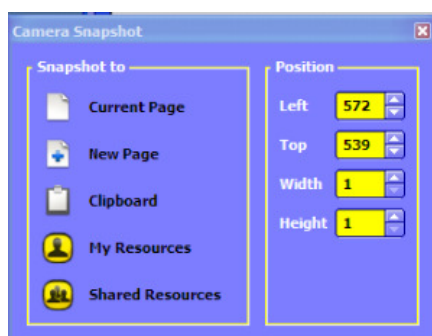 Camera Snapshot
Snapshot to
Current Page
New Page
Clipboard
My Resources
Shared Resources
Position
Left 572
Top 539
Width 1
Height 1